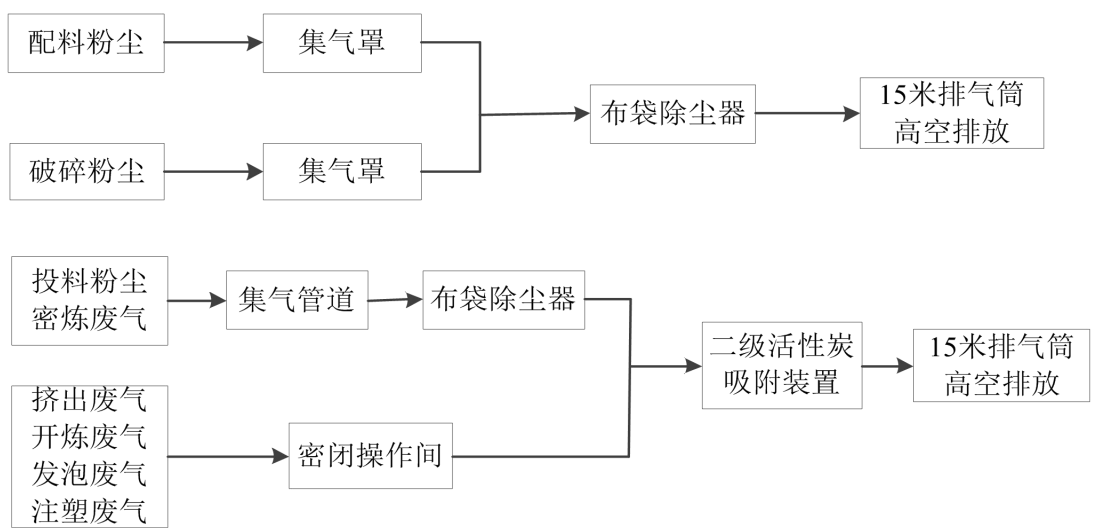 配料粉尘
集气罩
布袋除尘器
15米排气筒
高空排放
破碎粉尘
集气罩
投料粉尘
密炼废气
集气管道
布袋除尘器
二级活性炭
吸附装置
15米排气筒
高空排放
挤出废气
开炼废气
发泡废气
注塑废气
密闭操作间